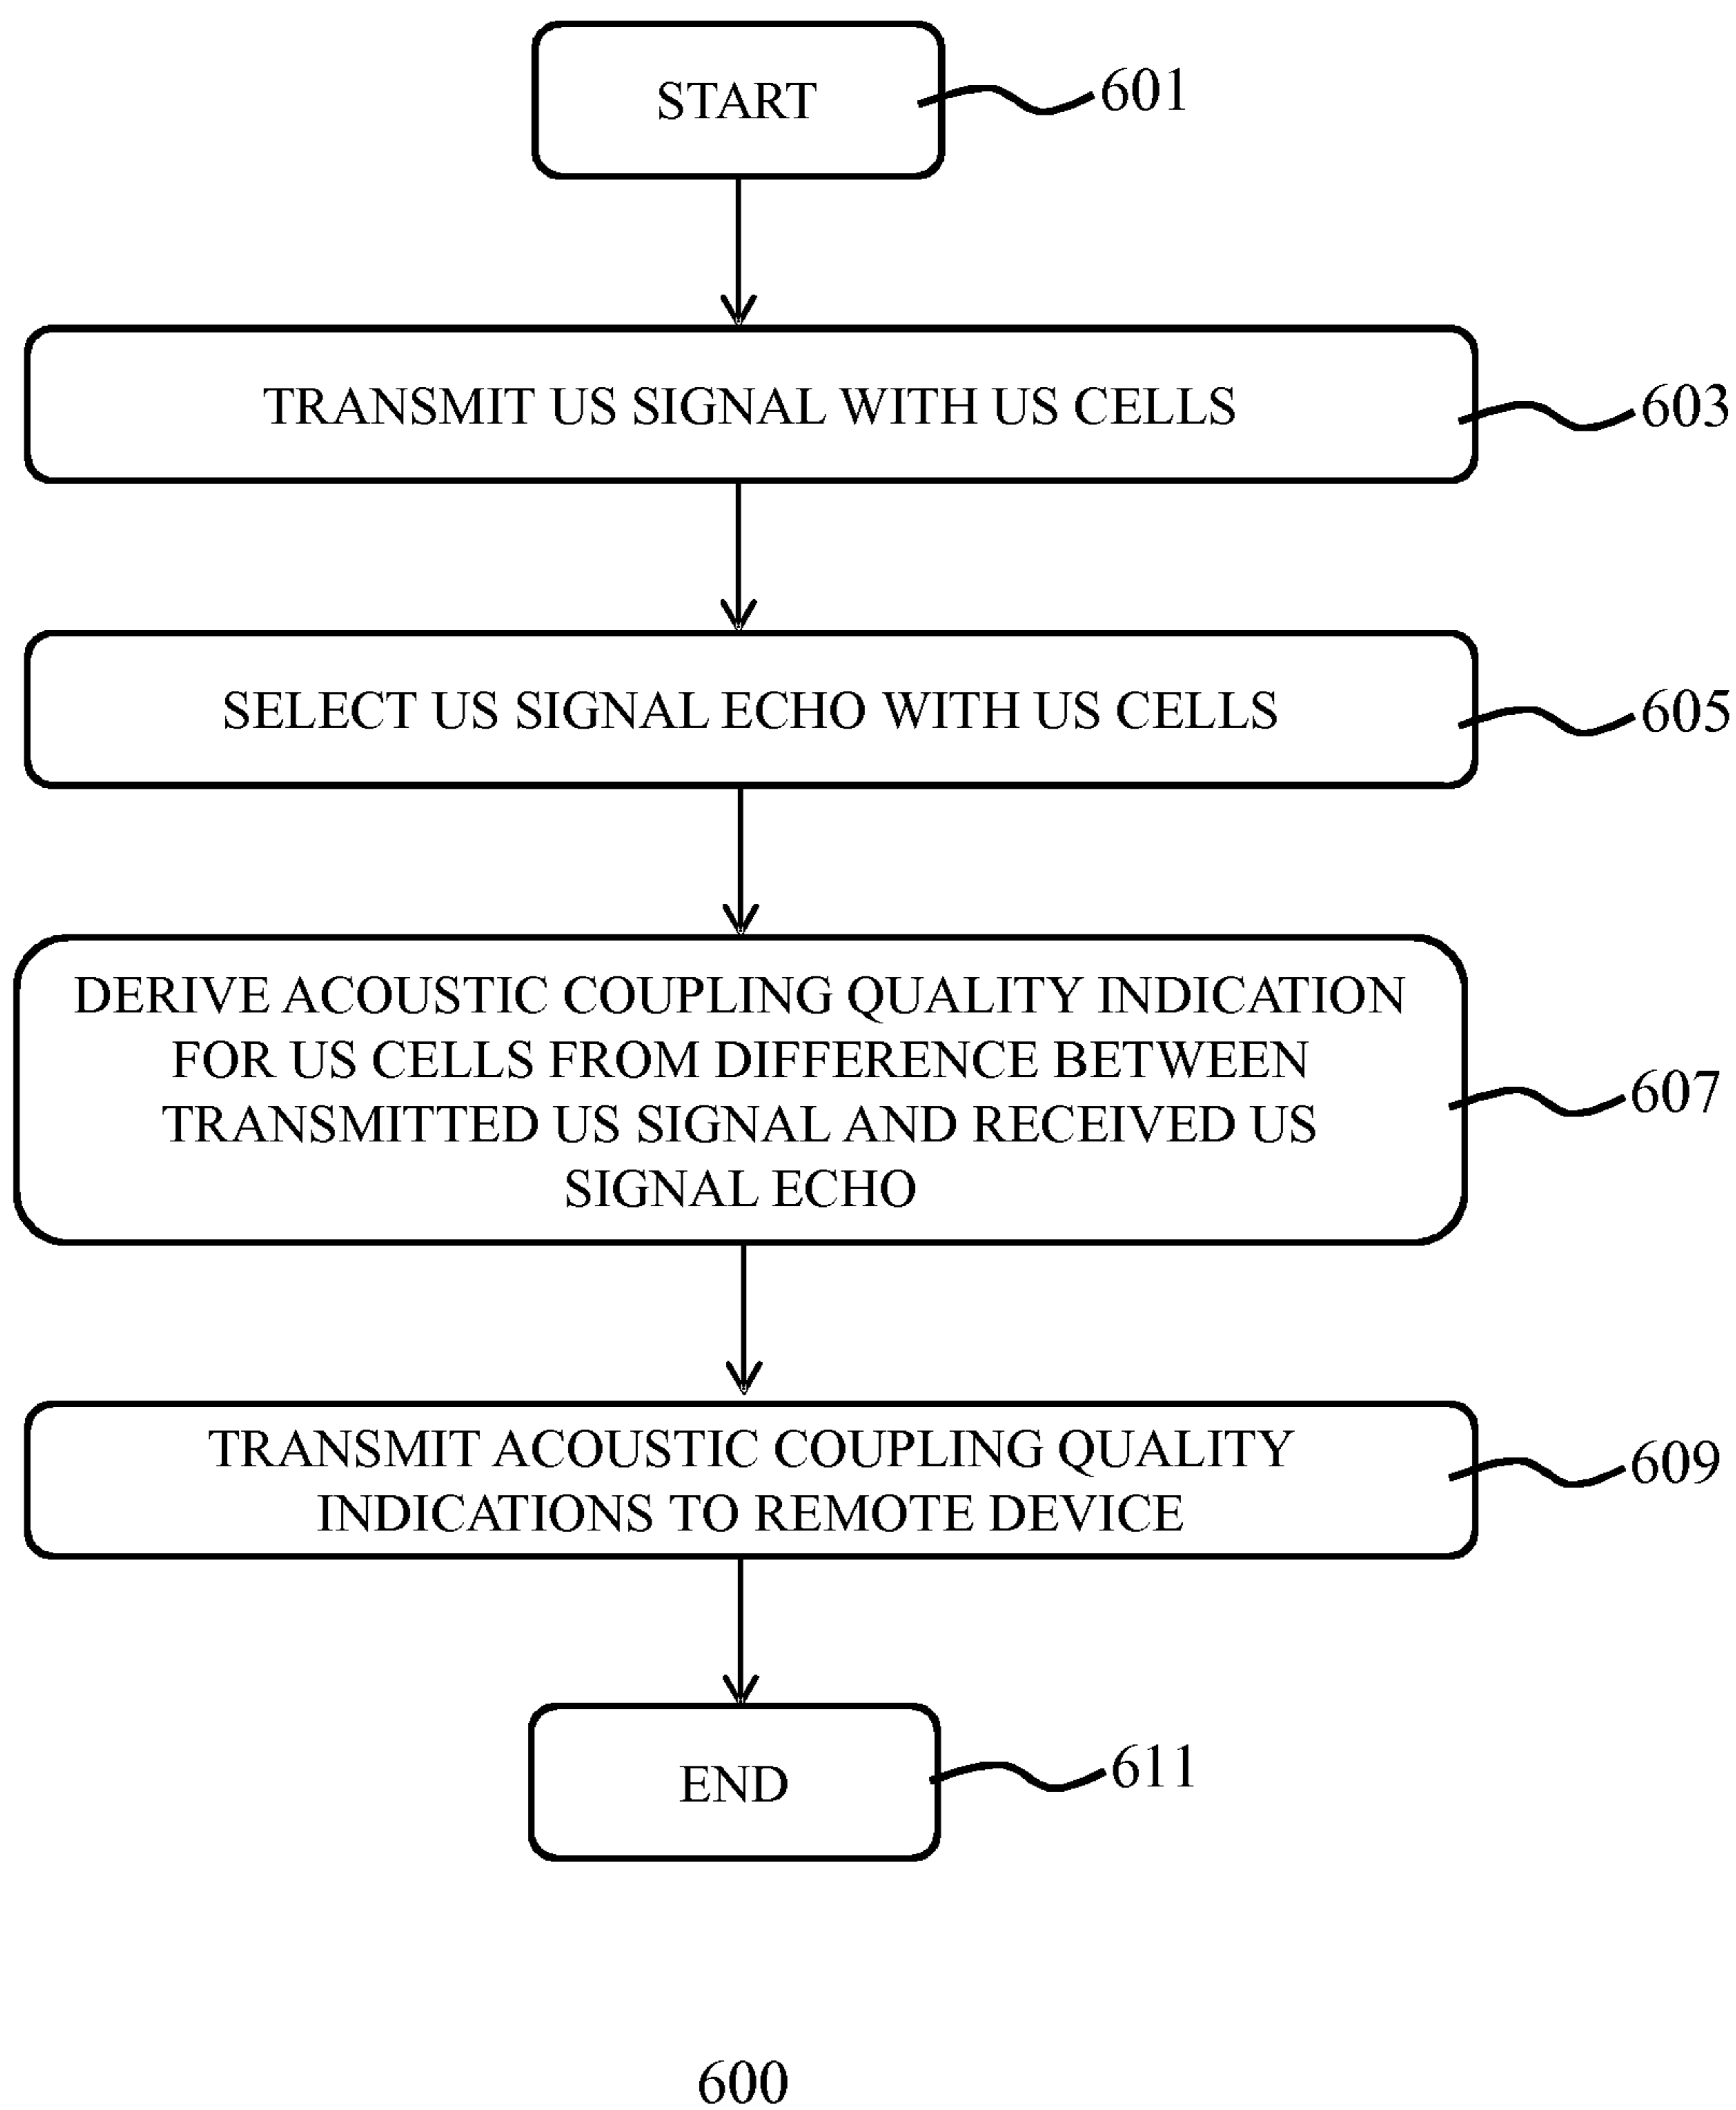 START
601
TRANSMIT US SIGNAL WITH US CELLS
603
SELECT US SIGNAL ECHO WITH US CELLS
605
DERIVE ACOUSTIC COUPLING QUALITY INDICATION
FOR US CELLS FROM DIFFERENCE BETWEEN
TRANSMITTED US SIGNAL AND RECEIVED US
SIGNAL ECHO
607
TRANSMIT ACOUSTIC COUPLING QUALITY
INDICATIONS TO REMOTE DEVICE
609
END
611
600